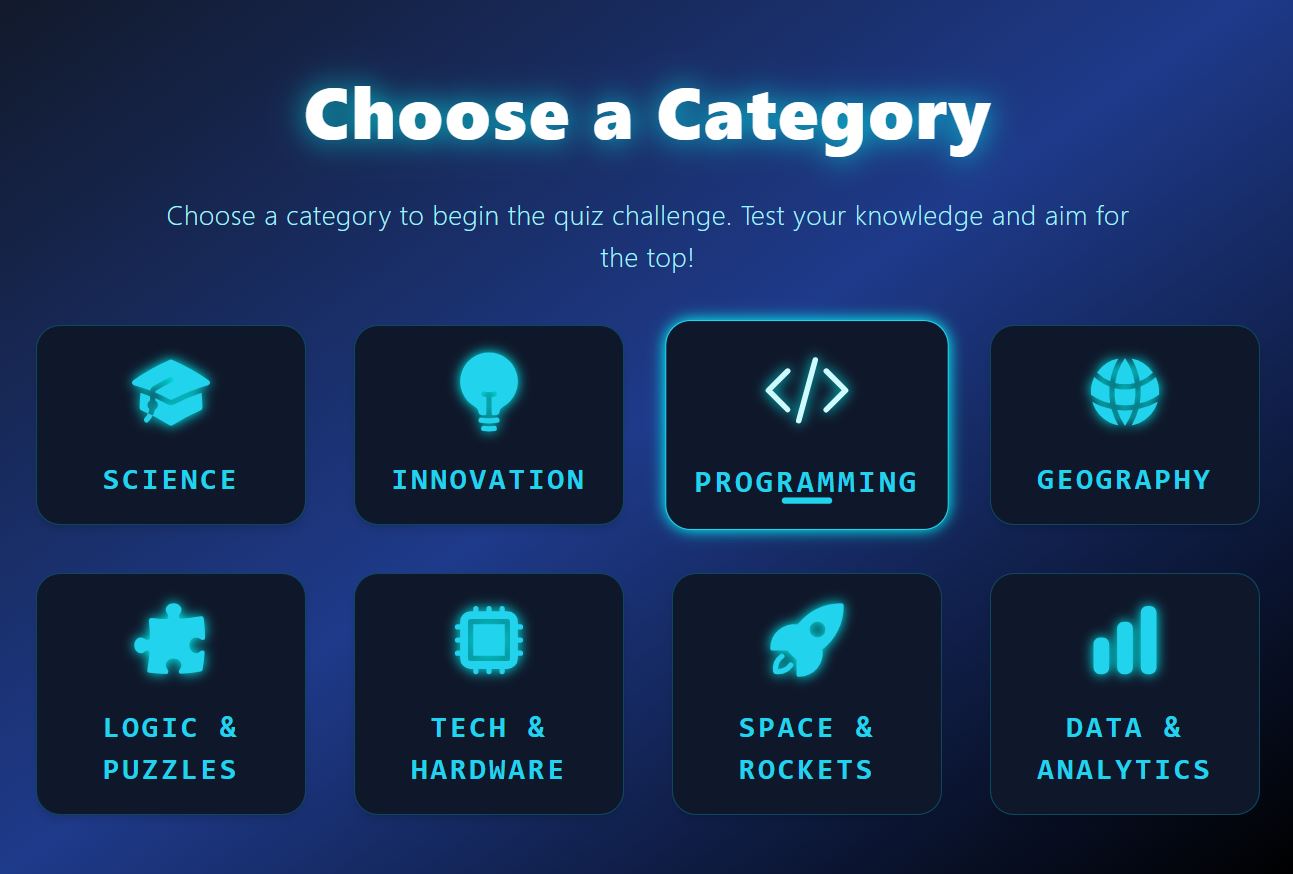 Choose a Category
Choose a category to begin the quiz challenge. Test your knowledge and aim for
the top!
SCIENCE
INNOVATION
PROGRAMMING
GEOGRAPHY
LOGIC &
PUZZLES
TECH &
HARDWARE
SPACE &
ROCKETS
DATA &
ANALYTICS